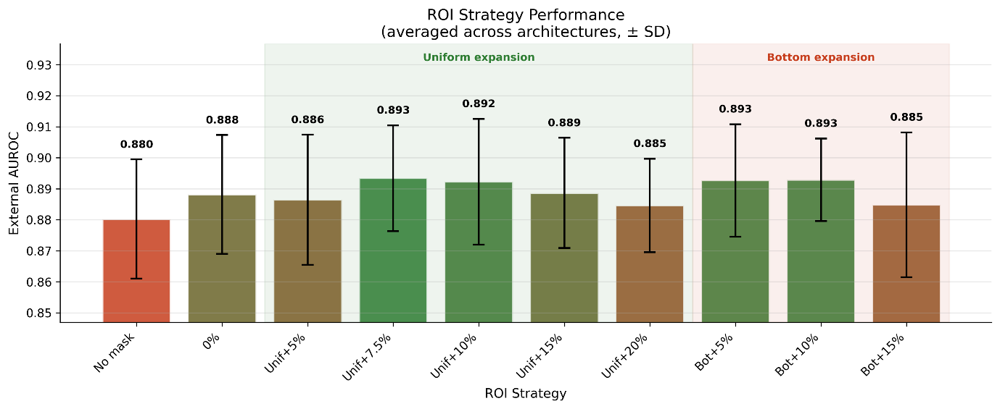 ROI Strategy Performance
(averaged across architectures, ± SD)
Uniform expansion
Bottom expansion
External AUROC
0.93
0.92
0.91
0.90
0.89
0.88
0.87
0.86
0.85
0.880
0.888
0.886
0.893
0.892
0.889
0.885
0.893
0.893
0.885
No mask
0%
Unif+5%
Unif+7.5%
Unif+10%
Unif+15%
Unif+20%
Bot+5%
Bot+10%
Bot+15%
ROI Strategy